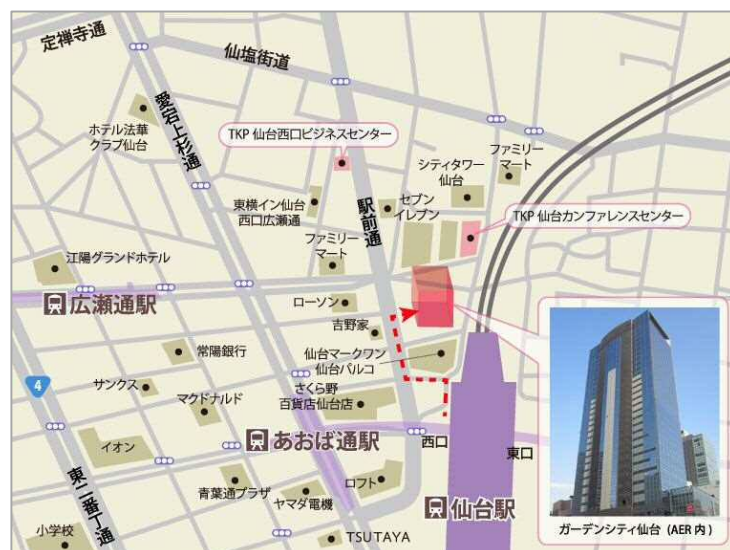 定禅寺通
仙塩街道
愛宕上杉通
ホテル法華
クラブ仙台
TKP 仙台西口ビジネスセンター
シティタワー
仙台
ファミリー
マート
東横イン仙台
西口広瀬通
駅前通
セブン
イレブン
TKP 仙台カンファレンスセンター
ファミリー
マート
江陽グランドホテル
広瀬通駅
ローソン
吉野家
常陽銀行
仙台マークワン
仙台パルコ
4
サンクス
マクドナルド
さくら野
百貨店仙台店
イオン
あおば通駅
西口
東口
東二番丁通
青葉通プラザ
ヤマダ電機
ロフト
仙台駅
小学校
TSUTAYA
ガーデンシティ仙台 (AER 内)